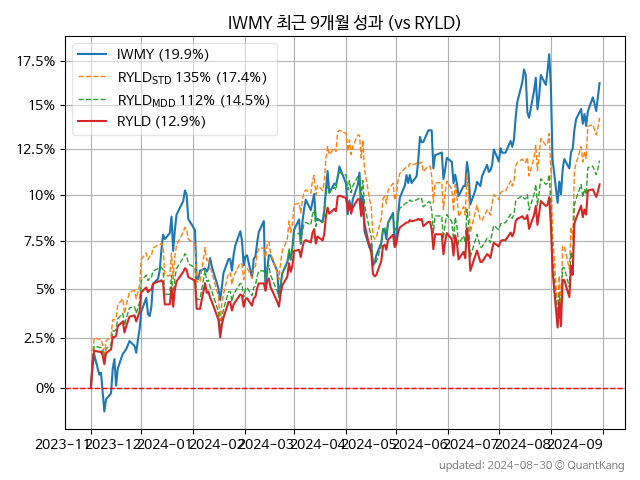 IWMY 최근 9개월 성과 (vs RYLD)
IWMY (19.9%)
RYLD_STD 135% (17.4%)
RYLD_MDD 112% (14.5%)
RYLD (12.9%)
17.5%
15%
12.5%
10%
7.5%
5%
2.5%
0%
2023-11 2023-12 2024-01 2024-02 2024-03 2024-04 2024-05 2024-06 2024-07 2024-08 2024-09
updated: 2024-08-30 © QuantKang